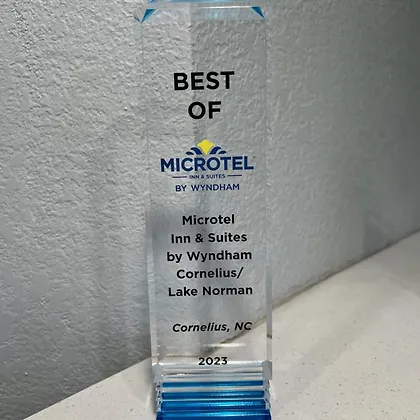 BEST
OF
MICROTEL
INN & SUITES
BY WYNDHAM
Microtel
Inn & Suites
by Wyndham
Cornelius/
Lake Norman
Cornelius, NC
2023